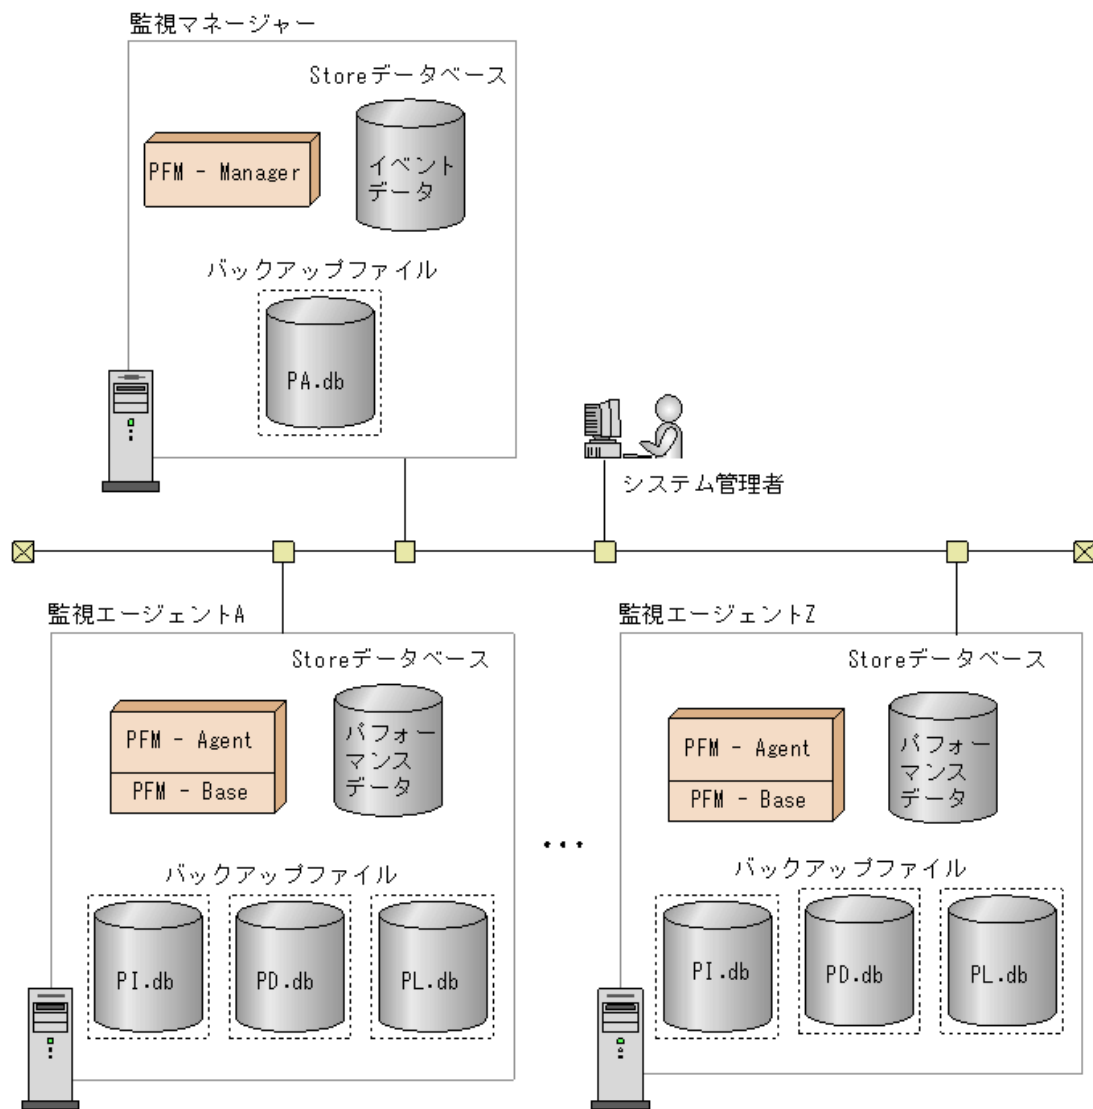 監視マネージャー
Storeデータベース
PFM - Manager
イベント
データ
バックアップファイル
PA.db
システム管理者
監視エージェントA
Storeデータベース
PFM - Agent
PFM - Base
パフォー
マンス
データ
バックアップファイル
PI.db
PD.db
PL.db
...
監視エージェントZ
Storeデータベース
PFM - Agent
PFM - Base
パフォー
マンス
データ
バックアップファイル
PI.db
PD.db
PL.db